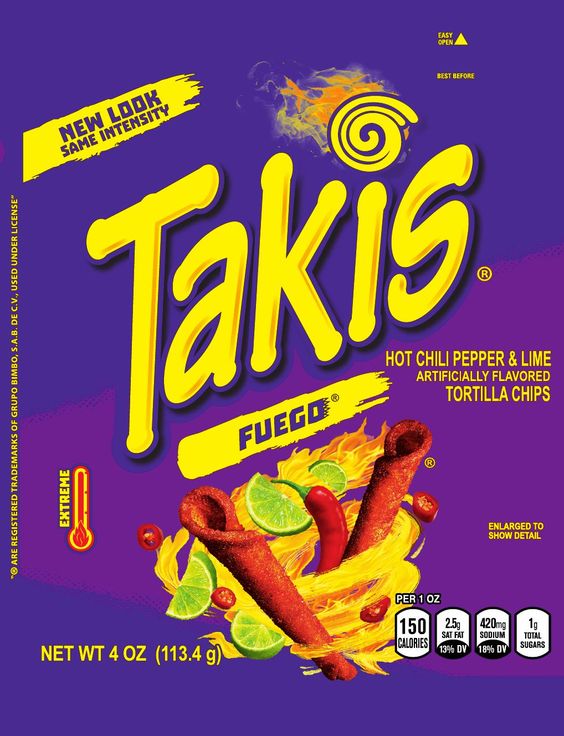 EASY
OPEN
BEST BEFORE
NEW LOOK
SAME INTENSITY
Takis®
HOT CHILI PEPPER & LIME
ARTIFICIALLY FLAVORED
TORTILLA CHIPS
FUEGO®
®
EXTREME
ENLARGED TO
SHOW DETAIL
PER 1 OZ
150
CALORIES
2.5g
SAT FAT
13% DV
420mg
SODIUM
18% DV
1g
TOTAL
SUGARS
NET WT 4 OZ (113.4 g)
"® ARE REGISTERED TRADEMARKS OF GRUPO BIMBO, S.A.B. DE C.V., USED UNDER LICENSE"